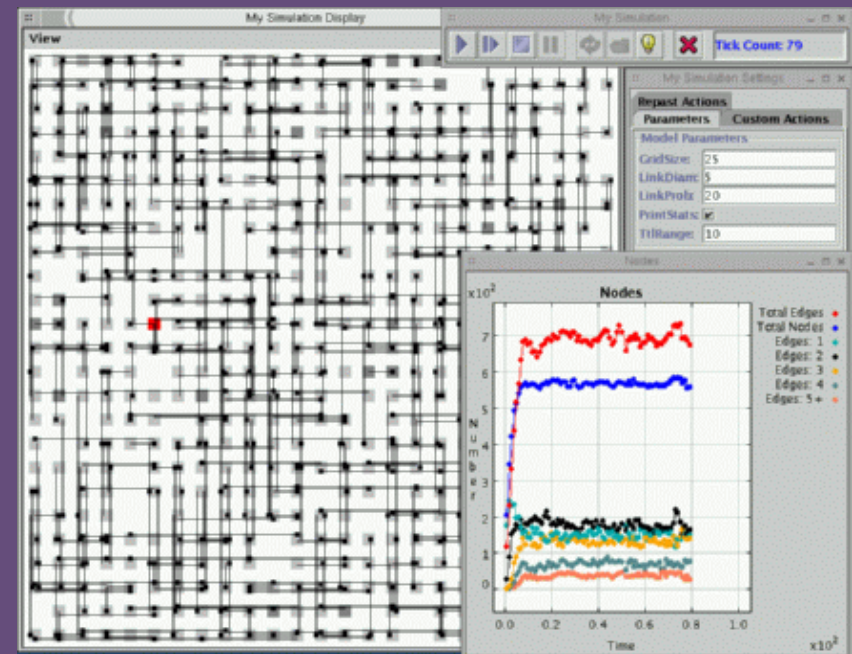 My Simulation Display
View
My Simulation
Tick Count: 79
My Simulation Settings
Repast Actions
Parameters
Custom Actions
Model Parameters
GridSize: 25
LinkDiam: 5
LinkProb: 20
PrintStats:
TtlRange: 10
Nodes
Nodes
x10²
Total Edges
Total Nodes
Edges: 1
Edges: 2
Edges: 3
Edges: 4
Edges: 5+
7
6
5
4
3
2
1
0
Number
0.0 0.2 0.4 0.6 0.8 1.0
Time
x10²